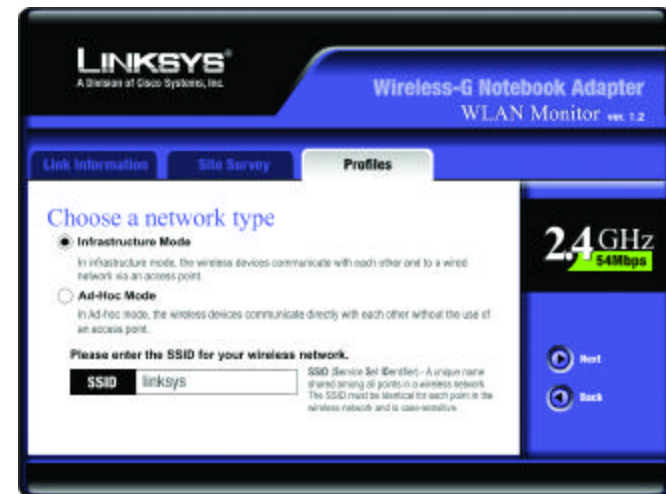 LINKSYS®
A Division of Cisco Systems, Inc.
Wireless-G Notebook Adapter
WLAN Monitor ver. 1.2
Link Information
Site Survey
Profiles
Choose a network type
Infrastructure Mode
In infrastructure mode, the wireless devices communicate with each other and to a wired
network via an access point.
Ad-Hoc Mode
In Ad-hoc mode, the wireless devices communicate directly with each other without the use of
an access point.
Please enter the SSID for your wireless network.
SSID
linksys
SSID (Service Set IDentifier) - A unique name
shared among all points in a wireless network.
The SSID must be identical for each point in the
wireless network and is case-sensitive.
2.4 GHz
54Mbps
Next
Back